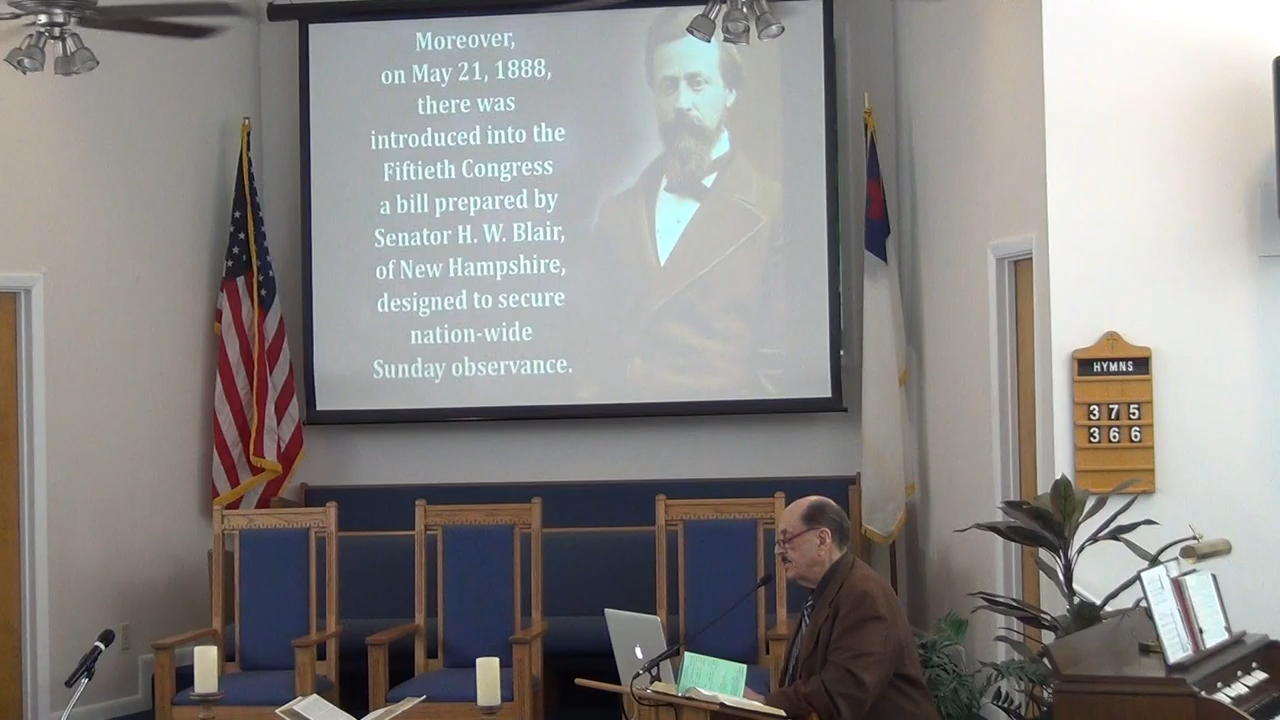 Moreover,
on May 21, 1888,
there was
introduced into the
Fiftieth Congress
a bill prepared by
Senator H. W. Blair,
of New Hampshire,
designed to secure
nation-wide
Sunday observance.
HYMNS
375
366